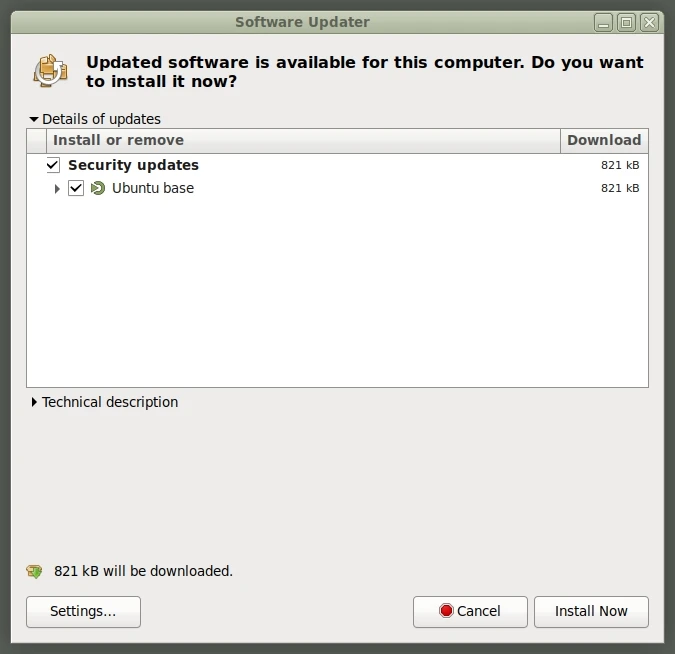 Software Updater
Updated software is available for this computer. Do you want
to install it now?
Details of updates
Install or remove Download
Security updates 821 kB
Ubuntu base 821 kB
Technical description
821 kB will be downloaded.
Settings... Cancel Install Now